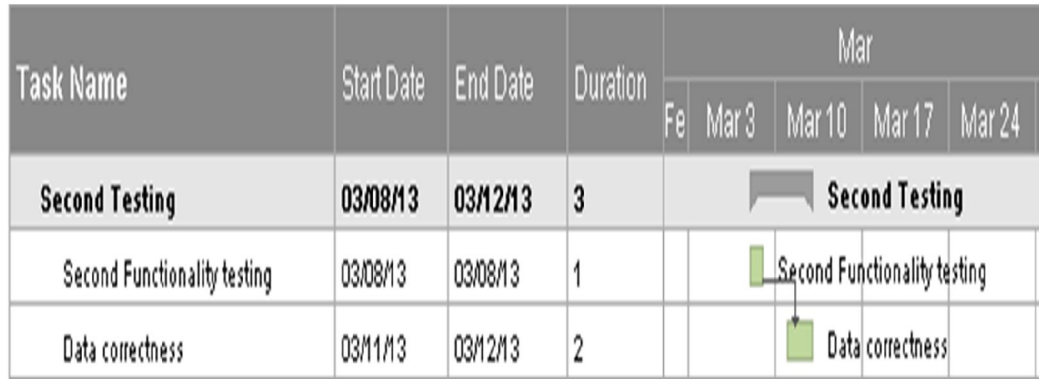 Task Name Start Date End Date Duration Mar
Fe Mar 3 Mar 10 Mar 17 Mar 24
Second Testing 03/08/13 03/12/13 3 Second Testing
Second Functionality testing 03/08/13 03/08/13 1 Second Functionality testing
Data correctness 03/11/13 03/12/13 2 Data correctness